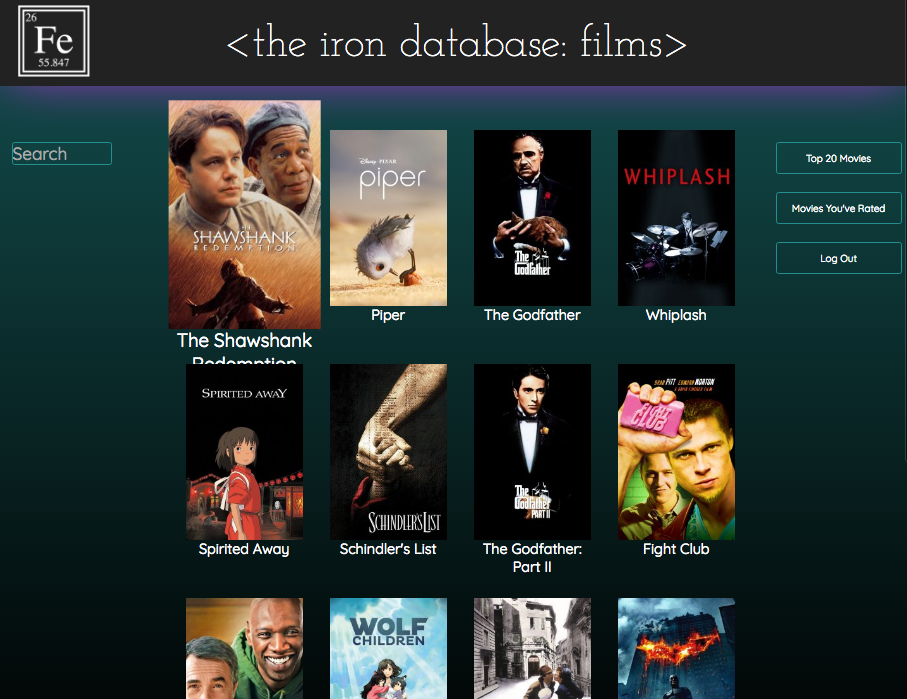 26
Fe
55.847
<the iron database: films>
Search
Top 20 Movies
Movies You've Rated
Log Out
THE
SHAWSHANK
REDEMPTION
The Shawshank
Redemption
Disney PIXAR
piper
Piper
The
Godfather
The Godfather
WHIPLASH
Whiplash
SPIRITED AWAY
Spirited Away
SCHINDLER'S LIST
Schindler's List
The
Godfather
PART II
The Godfather:
Part II
BRAD PITT EDWARD NORTON
FIGHT
CLUB
Fight Club
WOLF
CHILDREN